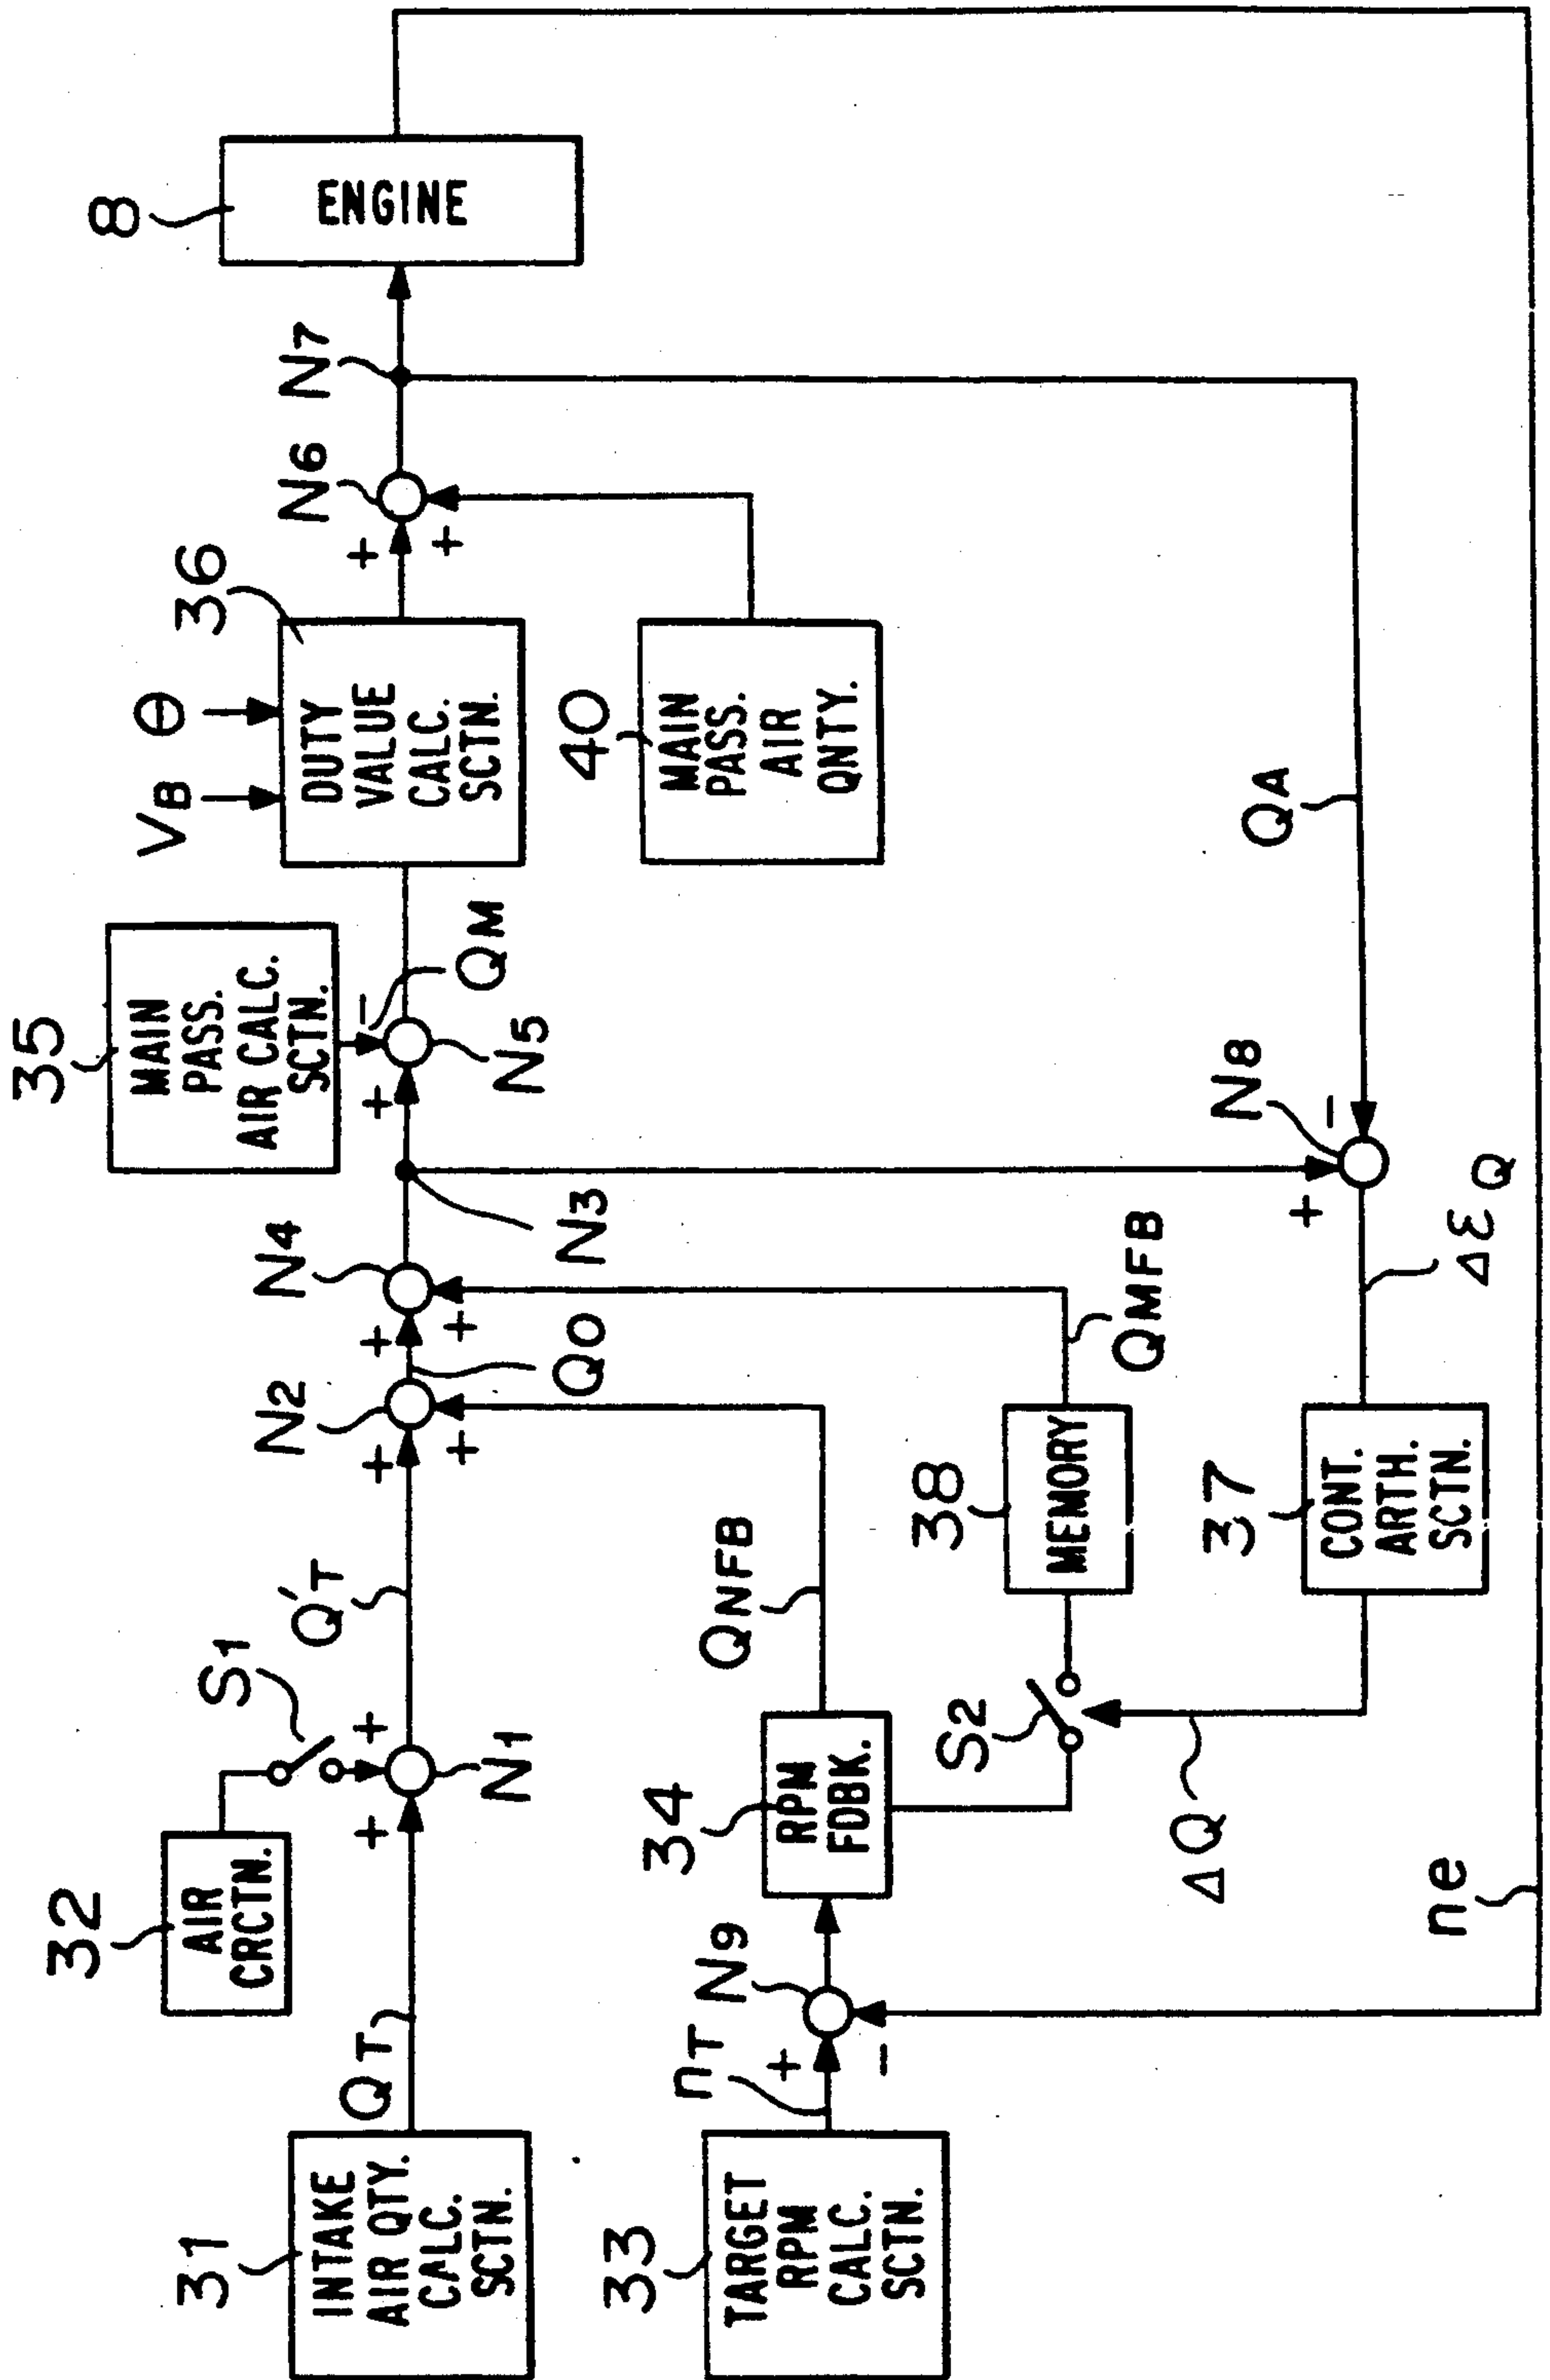 31
INTAKE
AIR QTY.
CALC.
SCTN.
QT
32
AIR
CRCTN.
S1
+
+
N1
Q'T
N2
+
+
QO
N4
+
+
N3
35
MAIN
PASS.
AIR CALC.
SCTN.
−
+
QM
N5
VB
θ
36
DUTY
VALUE
CALC.
SCTN.
N6
+
+
N7
8
ENGINE
40
MAIN
PASS.
AIR
QNTY.
33
TARGET
RPM
CALC.
SCTN.
nT
+
−
N9
34
RPM
FDBK.
QNFB
S2
38
MEMORY
QMFB
ΔQ
37
CONT.
ARTH.
SCTN.
ΔεQ
N8
+
−
QA
ne